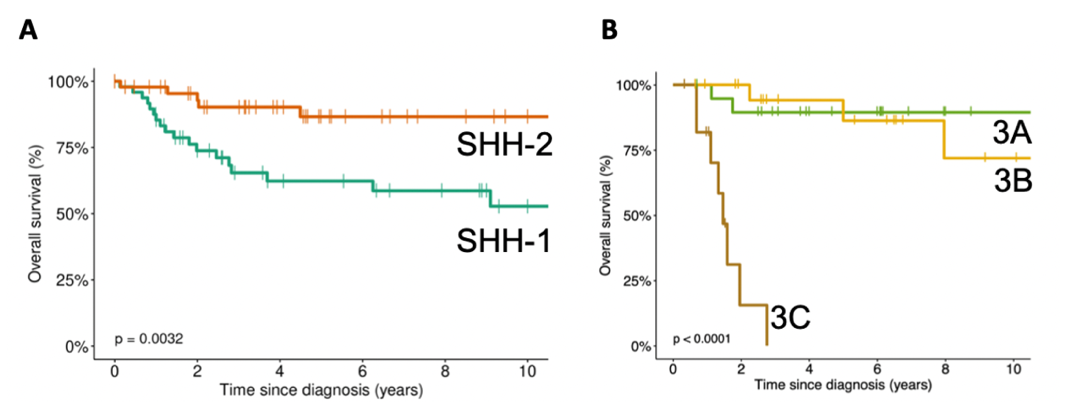 A
100%
75%
50%
25%
0%
Overall survival (%)
SHH-2
SHH-1
p = 0.0032
0 2 4 6 8 10
Time since diagnosis (years)
B
100%
75%
50%
25%
0%
Overall survival (%)
3A
3B
3C
p < 0.0001
0 2 4 6 8 10
Time since diagnosis (years)